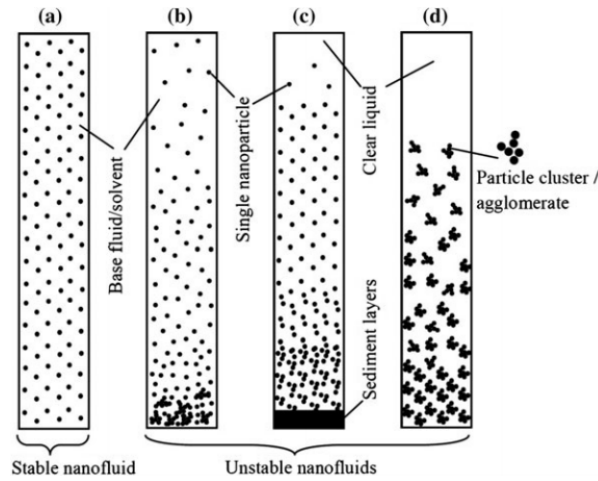 (a)
(b)
(c)
(d)
Base fluid/solvent
Single nanoparticle
Clear liquid
Sediment layers
Particle cluster /
agglomerate
Stable nanofluid
Unstable nanofluids